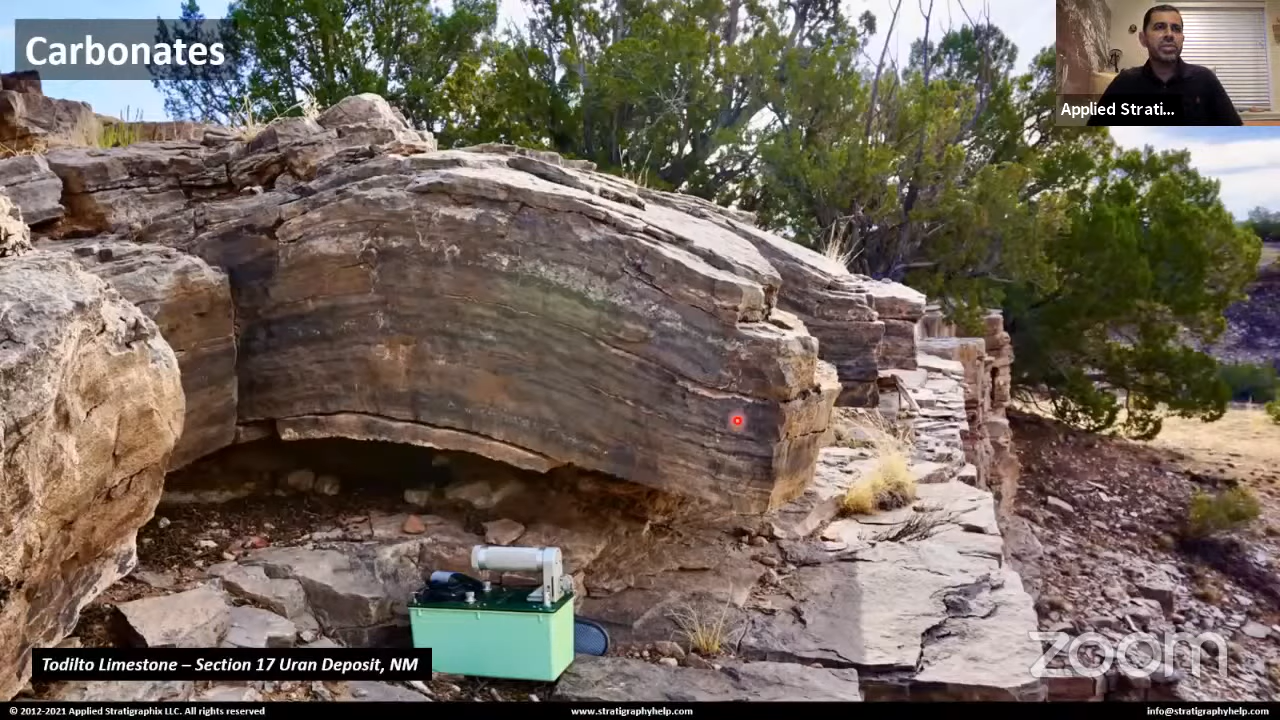 Carbonates
Applied Strati...
Todilto Limestone – Section 17 Uran Deposit, NM
zoom
© 2012-2021 Applied Stratigraphix LLC. All rights reserved
www.stratigraphyhelp.com
info@stratigraphyhelp.com